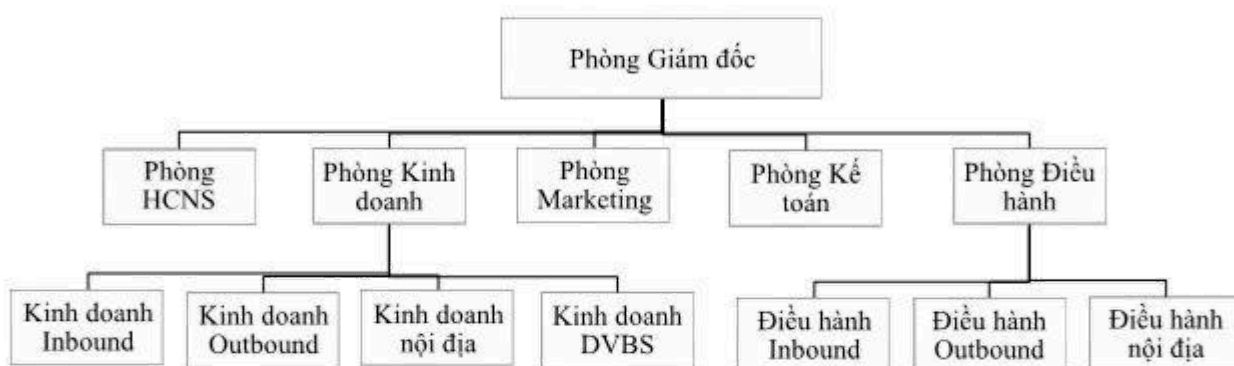 Phòng Giám đốc
Phòng
HCNS
Phòng Kinh
doanh
Phòng
Marketing
Phòng Kế
toán
Phòng Điều
hành
Kinh doanh
Inbound
Kinh doanh
Outbound
Kinh doanh
nội địa
Kinh doanh
DVBS
Điều hành
Inbound
Điều hành
Outbound
Điều hành
nội địa